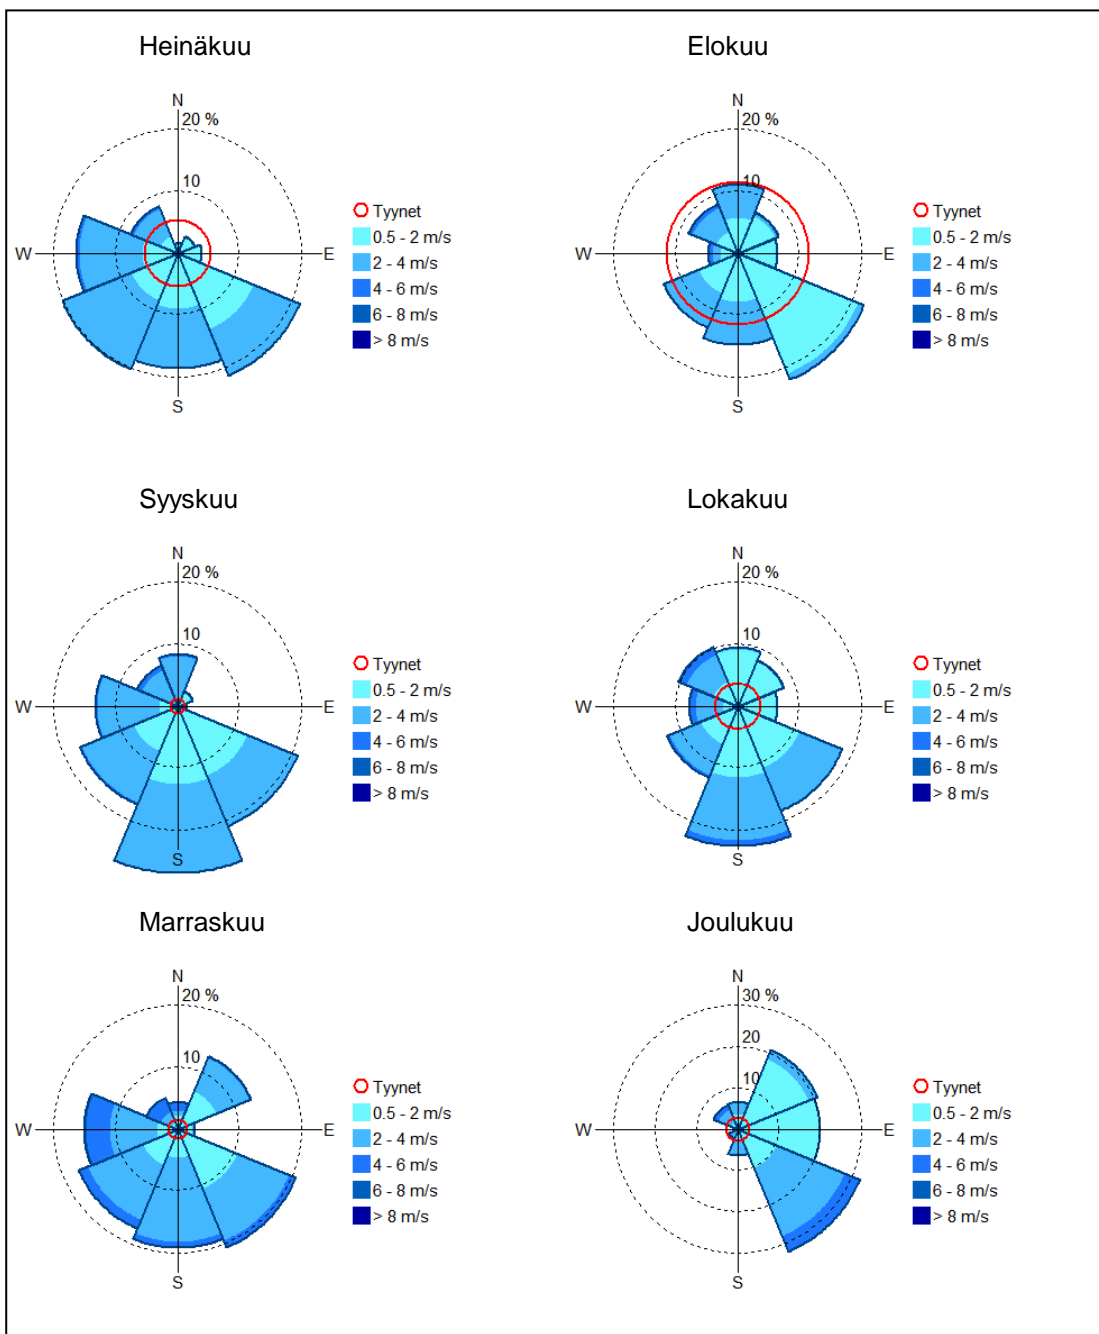 Heinäkuu
N
20 %
10
W
E
S
Tyynet
0.5 - 2 m/s
2 - 4 m/s
4 - 6 m/s
6 - 8 m/s
> 8 m/s
Elokuu
N
20 %
10
W
E
S
Tyynet
0.5 - 2 m/s
2 - 4 m/s
4 - 6 m/s
6 - 8 m/s
> 8 m/s
Syyskuu
N
20 %
10
W
E
S
Tyynet
0.5 - 2 m/s
2 - 4 m/s
4 - 6 m/s
6 - 8 m/s
> 8 m/s
Lokakuu
N
20 %
10
W
E
S
Tyynet
0.5 - 2 m/s
2 - 4 m/s
4 - 6 m/s
6 - 8 m/s
> 8 m/s
Marraskuu
N
20 %
10
W
E
S
Tyynet
0.5 - 2 m/s
2 - 4 m/s
4 - 6 m/s
6 - 8 m/s
> 8 m/s
Joulukuu
N
30 %
20
10
W
E
S
Tyynet
0.5 - 2 m/s
2 - 4 m/s
4 - 6 m/s
6 - 8 m/s
> 8 m/s